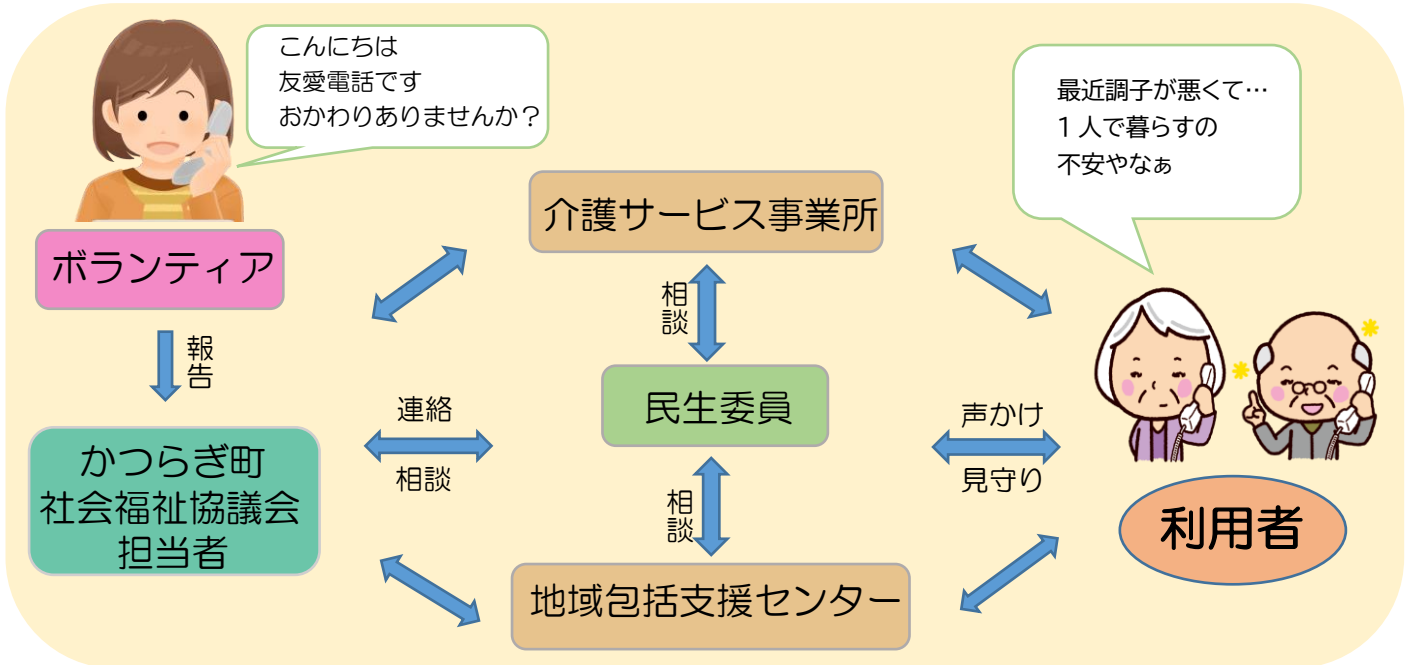 こんにちは
友愛電話です
おかわりありませんか？
最近調子が悪くて…
1人で暮らすの
不安やなぁ
介護サービス事業所
ボランティア
相談
報告
民生委員
連絡
相談
声かけ
見守り
かつらぎ町
社会福祉協議会
担当者
相談
利用者
地域包括支援センター